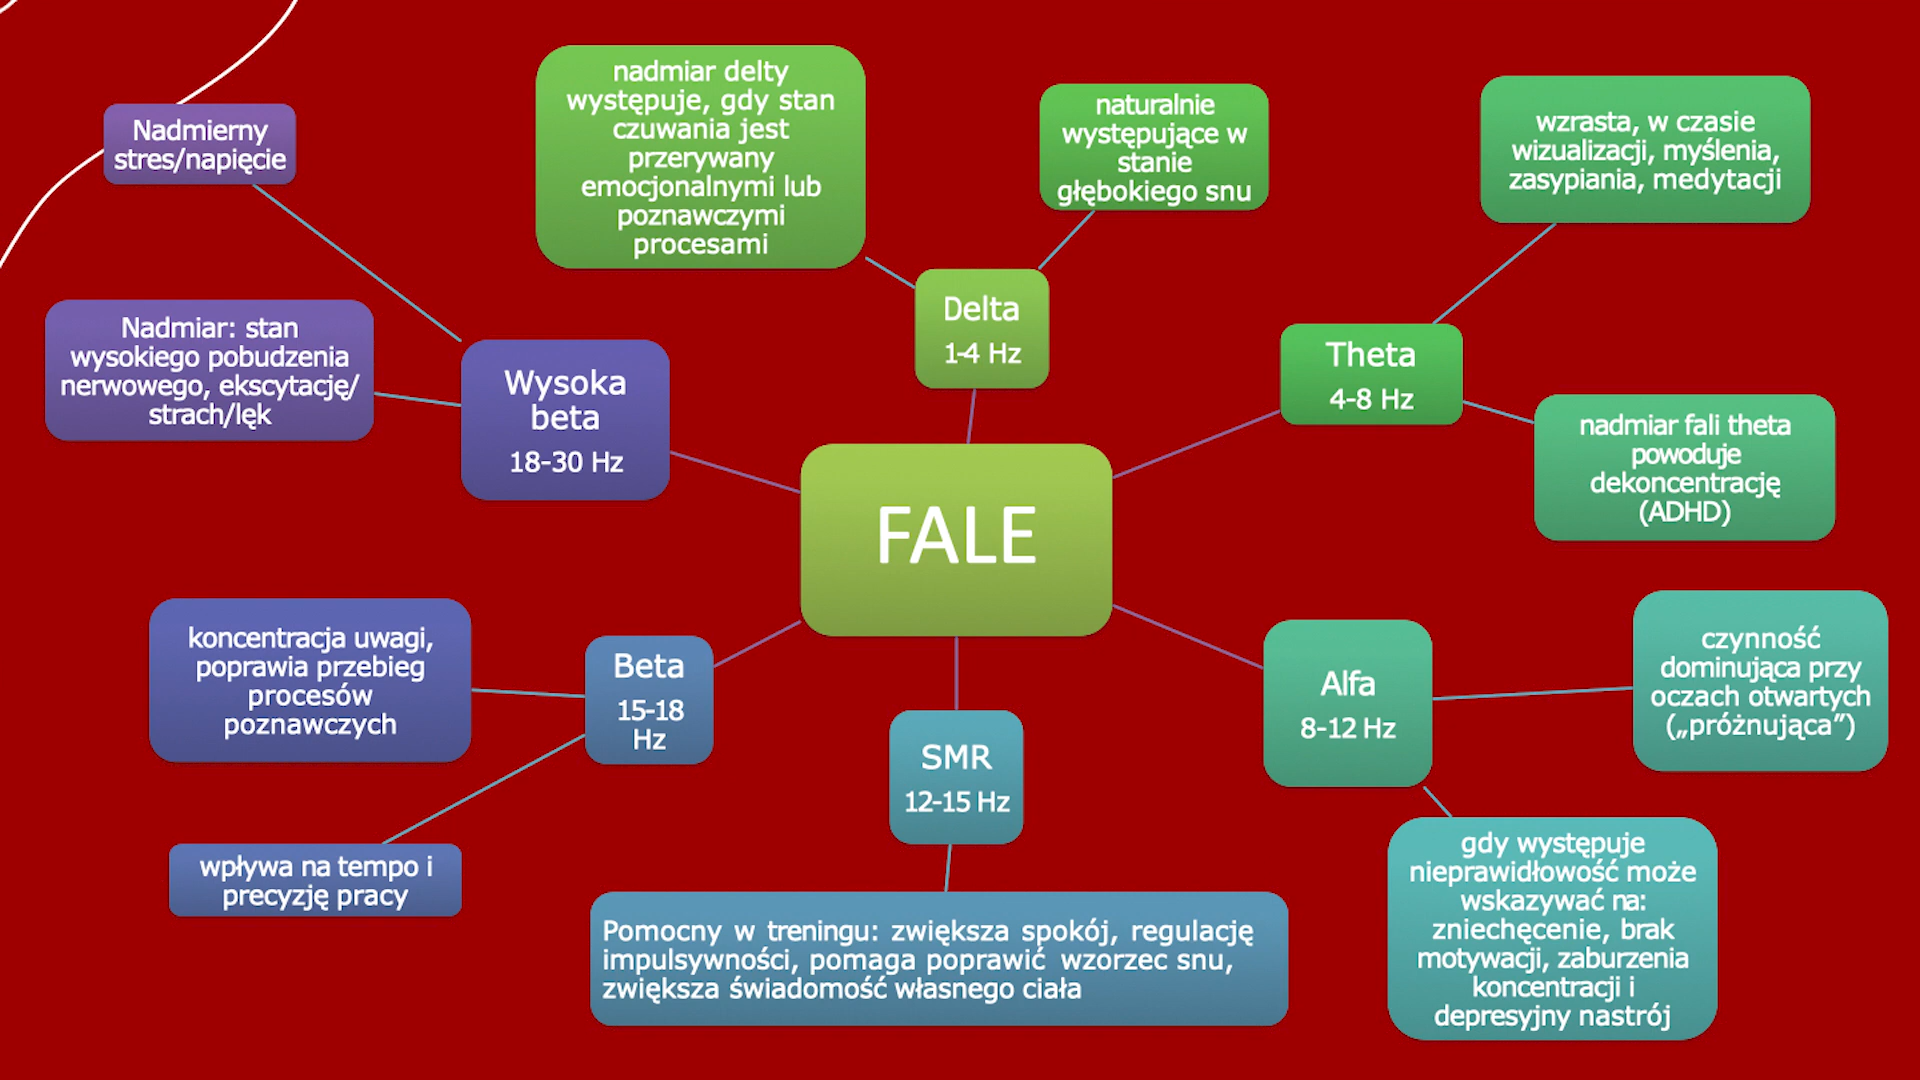 FALE
Delta
1-4 Hz
nadmiar delty
występuje, gdy stan
czuwania jest
przerywany
emocjonalnymi lub
poznawczymi
procesami
naturalnie
występujące w
stanie
głębokiego snu
Theta
4-8 Hz
wzrasta, w czasie
wizualizacji, myślenia,
zasypiania, medytacji
nadmiar fali theta
powoduje
dekoncentrację
(ADHD)
Alfa
8-12 Hz
czynność
dominująca przy
oczach otwartych
(„próżnująca”)
gdy występuje
nieprawidłowość może
wskazywać na:
zniechęcenie, brak
motywacji, zaburzenia
koncentracji i
depresyjny nastrój
SMR
12-15 Hz
Pomocny w treningu: zwiększa spokój, regulację
impulsywności, pomaga poprawić wzorzec snu,
zwiększa świadomość własnego ciała
Beta
15-18
Hz
koncentracja uwagi,
poprawia przebieg
procesów
poznawczych
wpływa na tempo i
precyzję pracy
Wysoka
beta
18-30 Hz
Nadmierny
stres/napięcie
Nadmiar: stan
wysokiego pobudzenia
nerwowego, ekscytację/
strach/lęk